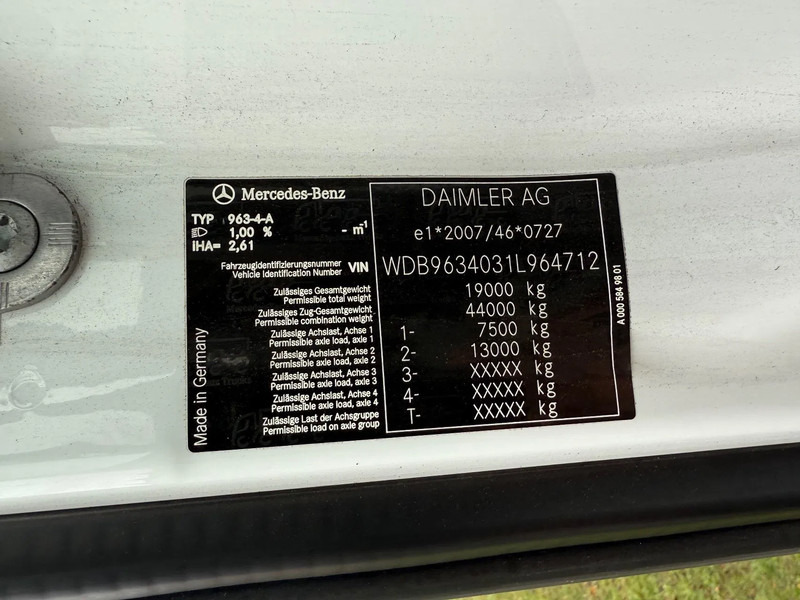 Mercedes-Benz
TYP 963-4-A
1,00 % - m⁻¹
IHA= 2,61
Fahrzeugidentifizierungsnummer
Vehicle Identification Number VIN
Zulässiges Gesamtgewicht
Permissible total weight
Zulässiges Zug-Gesamtgewicht
Permissible combination weight
Zulässige Achslast, Achse 1
Permissible axle load, axle 1
Zulässige Achslast, Achse 2
Permissible axle load, axle 2
Zulässige Achslast, Achse 3
Permissible axle load, axle 3
Zulässige Achslast, Achse 4
Permissible axle load, axle 4
Zulässige Last der Achsgruppe
Permissible load on axle group
Made in Germany
DAIMLER AG
e1*2007/46*0727
WDB9634031L964712
19000 kg
44000 kg
1- 7500 kg
2- 13000 kg
3- XXXXX kg
4- XXXXX kg
T- XXXXX kg
A 000 584 98 01